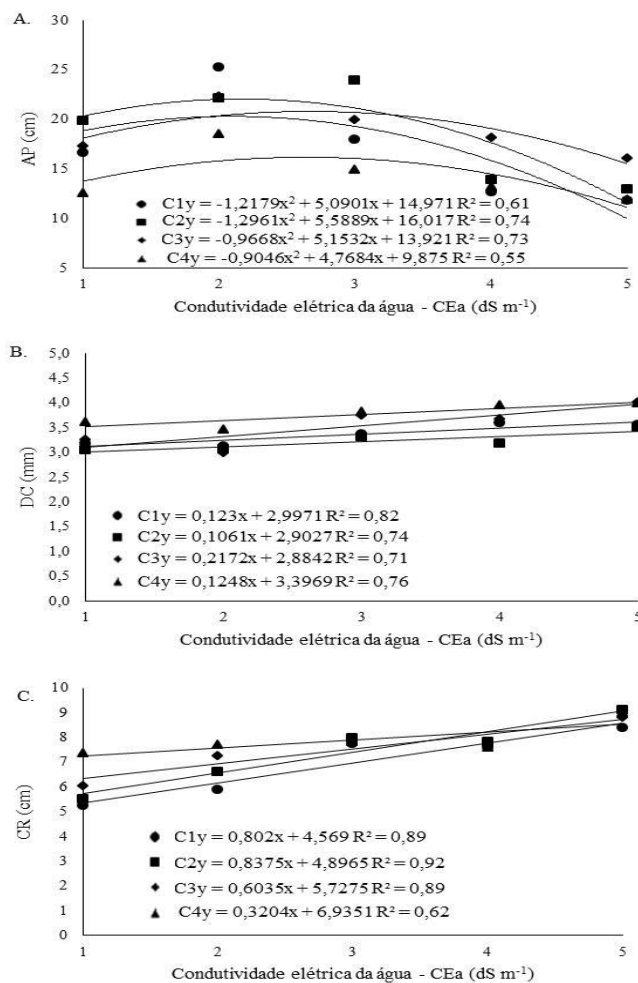 A.
30
25
20
15
10
5
AP (cm)
C1y = -1,2179x² + 5,0901x + 14,971 R² = 0,61
C2y = -1,2961x² + 5,5889x + 16,017 R² = 0,74
C3y = -0,9668x² + 5,1532x + 13,921 R² = 0,73
C4y = -0,9046x² + 4,7684x + 9,875 R² = 0,55
1 2 3 4 5
Condutividade elétrica da água - CEa (dS m⁻¹)
B.
5,0
4,5
4,0
3,5
3,0
2,5
2,0
1,5
1,0
0,5
0,0
DC (mm)
C1y = 0,123x + 2,9971 R² = 0,82
C2y = 0,1061x + 2,9027 R² = 0,74
C3y = 0,2172x + 2,8842 R² = 0,71
C4y = 0,1248x + 3,3969 R² = 0,76
1 2 3 4 5
Condutividade elétrica da água - CEa (dS m⁻¹)
C.
10
9
8
7
6
5
4
3
2
1
0
CR (cm)
C1y = 0,802x + 4,569 R² = 0,89
C2y = 0,8375x + 4,8965 R² = 0,92
C3y = 0,6035x + 5,7275 R² = 0,89
C4y = 0,3204x + 6,9351 R² = 0,62
1 2 3 4 5
Condutividade elétrica da água - CEa (dS m⁻¹)